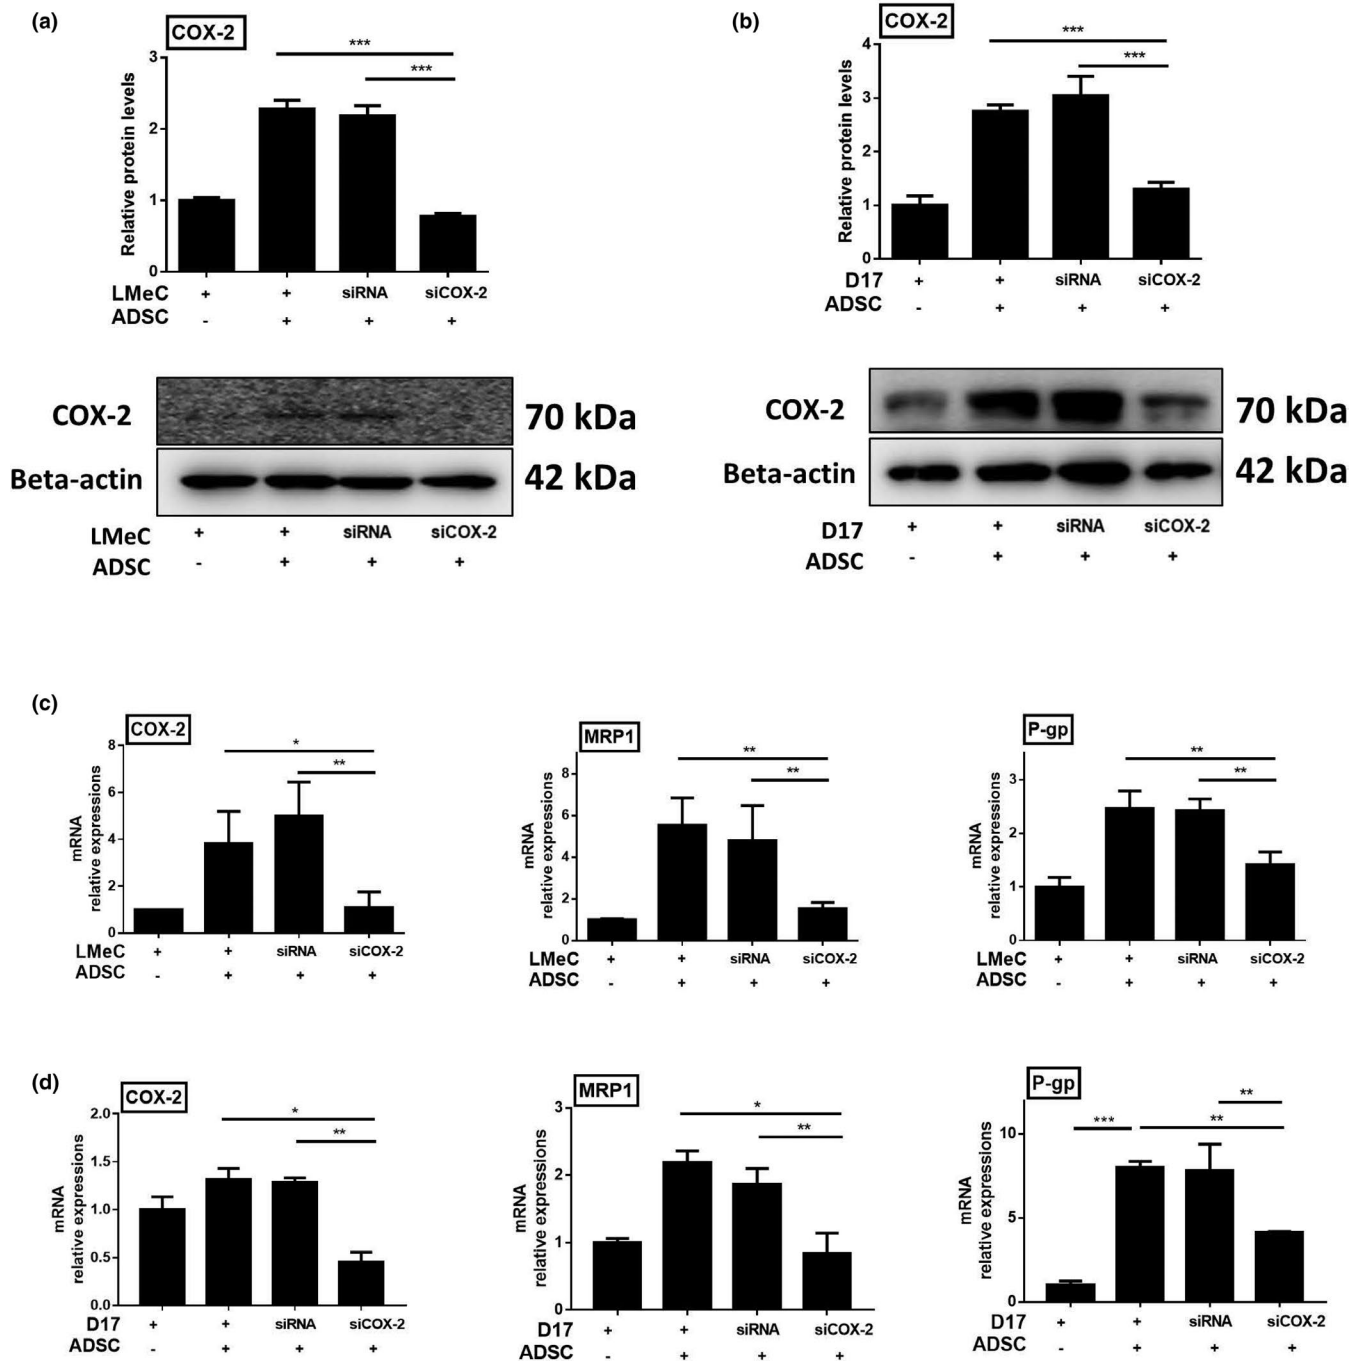 (a)
COX-2
Relative protein levels
3
2
1
0
***
***
LMeC + + siRNA siCOX-2
ADSC - + + +
COX-2 70 kDa
Beta-actin 42 kDa
LMeC + + siRNA siCOX-2
ADSC - + + +
(b)
COX-2
Relative protein levels
4
3
2
1
0
***
***
D17 + + siRNA siCOX-2
ADSC - + + +
COX-2 70 kDa
Beta-actin 42 kDa
D17 + + siRNA siCOX-2
ADSC - + + +
(c)
COX-2
mRNA
relative expressions
8
6
4
2
0
*
**
LMeC + + siRNA siCOX-2
ADSC - + + +
MRP1
mRNA
relative expressions
8
6
4
2
0
**
**
LMeC + + siRNA siCOX-2
ADSC - + + +
P-gp
mRNA
relative expressions
3
2
1
0
**
**
LMeC + + siRNA siCOX-2
ADSC - + + +
(d)
COX-2
mRNA
relative expressions
2.0
1.5
1.0
0.5
0.0
*
**
D17 + + siRNA siCOX-2
ADSC - + + +
MRP1
mRNA
relative expressions
3
2
1
0
*
**
D17 + + siRNA siCOX-2
ADSC - + + +
P-gp
mRNA
relative expressions
10
5
0
**
***
**
D17 + + siRNA siCOX-2
ADSC - + + +